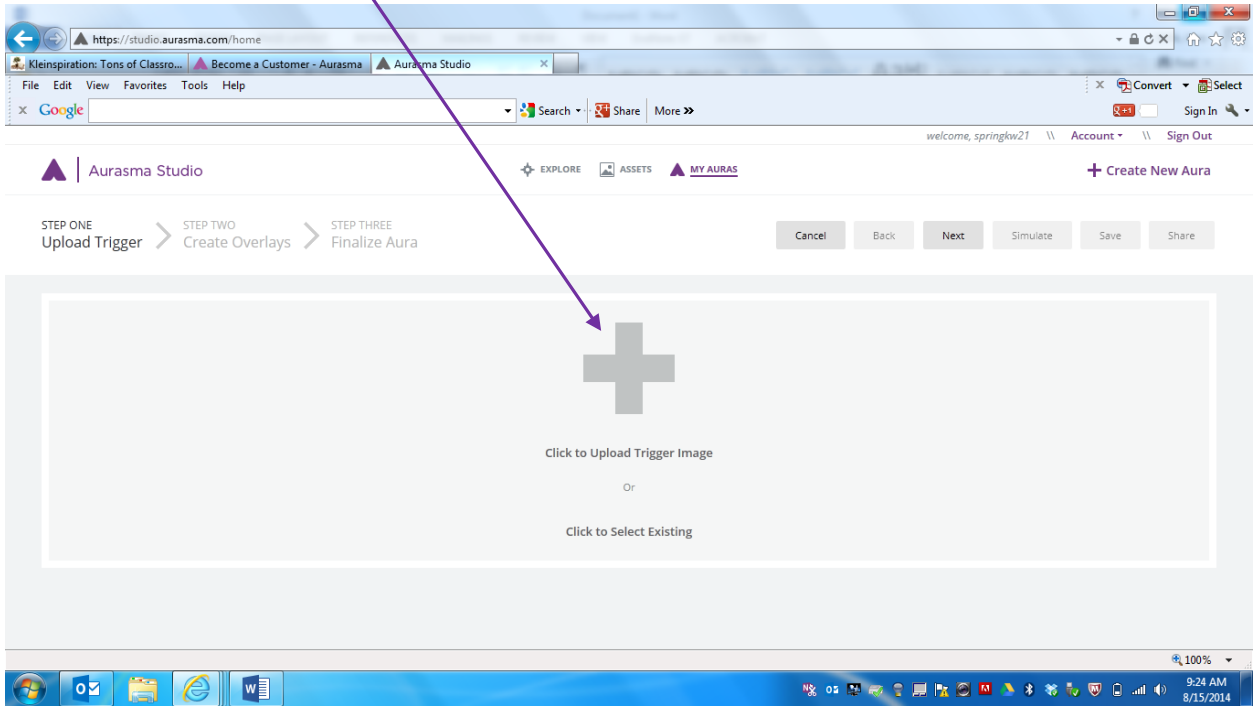 https://studio.aurasma.com/home
Kleinspiration: Tons of Classro... Become a Customer - Aurasma Aurasma Studio
File Edit View Favorites Tools Help
Convert Select
x Google Search Share More » Sign In
welcome, springkw21 \\ Account \\ Sign Out
Aurasma Studio EXPLORE ASSETS MY AURAS + Create New Aura
STEP ONE STEP TWO STEP THREE
Upload Trigger Create Overlays Finalize Aura
Cancel Back Next Simulate Save Share
Click to Upload Trigger Image
Or
Click to Select Existing
100%
9:24 AM
8/15/2014